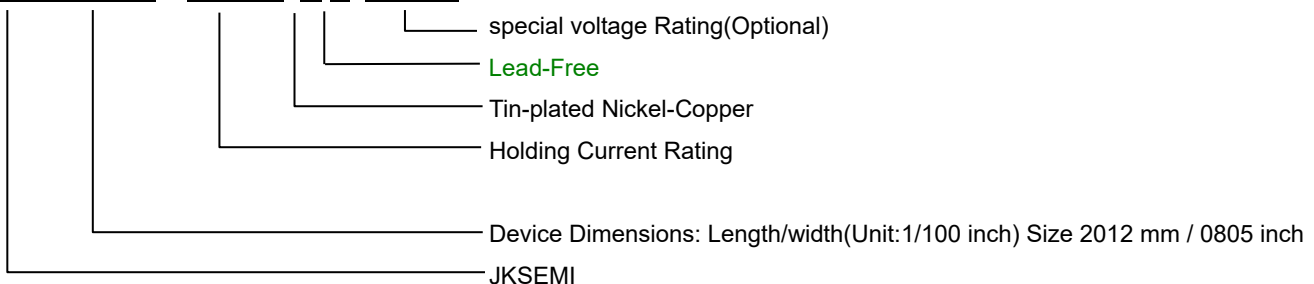 special voltage Rating(Optional)
Lead-Free
Tin-plated Nickel-Copper
Holding Current Rating
Device Dimensions: Length/width(Unit:1/100 inch) Size 2012 mm / 0805 inch
JKSEMI